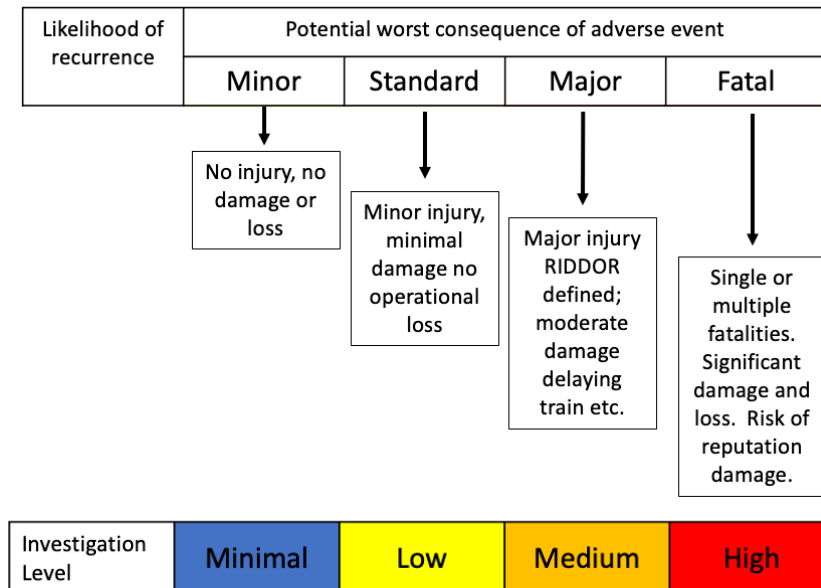 Likelihood of
recurrence
Potential worst consequence of adverse event
Minor
Standard
Major
Fatal
No injury, no
damage or
loss
Minor injury,
minimal
damage no
operational
loss
Major injury
RIDDOR
defined;
moderate
damage
delaying
train etc.
Single or
multiple
fatalities.
Significant
damage and
loss. Risk of
reputation
damage.
Investigation
Level
Minimal
Low
Medium
High